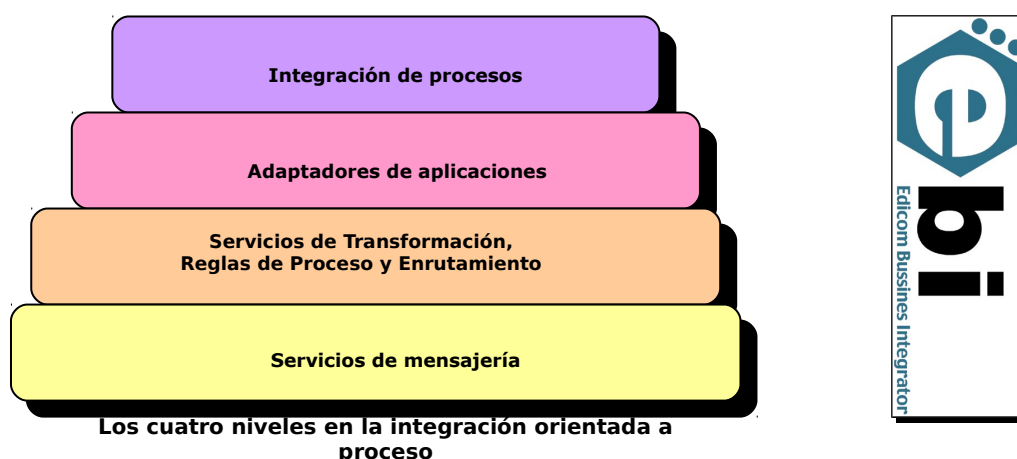 Integración de procesos
Adaptadores de aplicaciones
Servicios de Transformación,
Reglas de Proceso y Enrutamiento
Servicios de mensajería
Los cuatro niveles en la integración orientada a
proceso
e
bi
Edicom Bussines Integrator